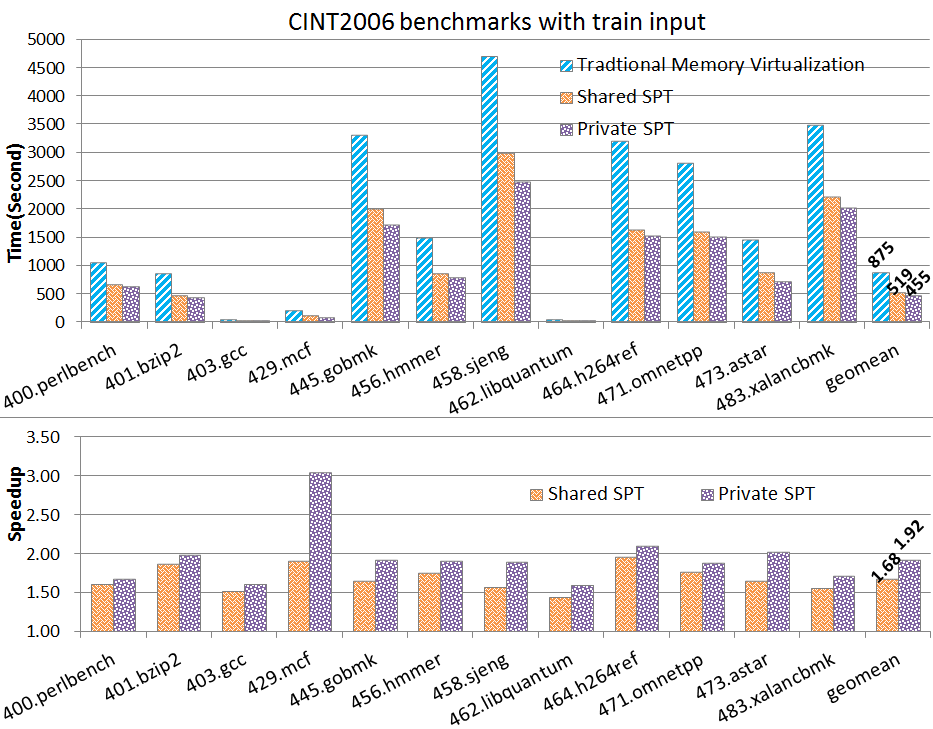 CINT2006 benchmarks with train input
5000
4500
4000
3500
3000
2500
2000
1500
1000
500
0
Time(Second)
Tradtional Memory Virtualization
Shared SPT
Private SPT
875
519
455
400.perlbench
401.bzip2
403.gcc
429.mcf
445.gobmk
456.hmmer
458.sjeng
462.libquantum
464.h264ref
471.omnetpp
473.astar
483.xalancbmk
geomean
3.50
3.00
2.50
2.00
1.50
1.00
Speedup
Shared SPT
Private SPT
1.68
1.92
400.perlbench
401.bzip2
403.gcc
429.mcf
445.gobmk
456.hmmer
458.sjeng
462.libquantum
464.h264ref
471.omnetpp
473.astar
483.xalancbmk
geomean